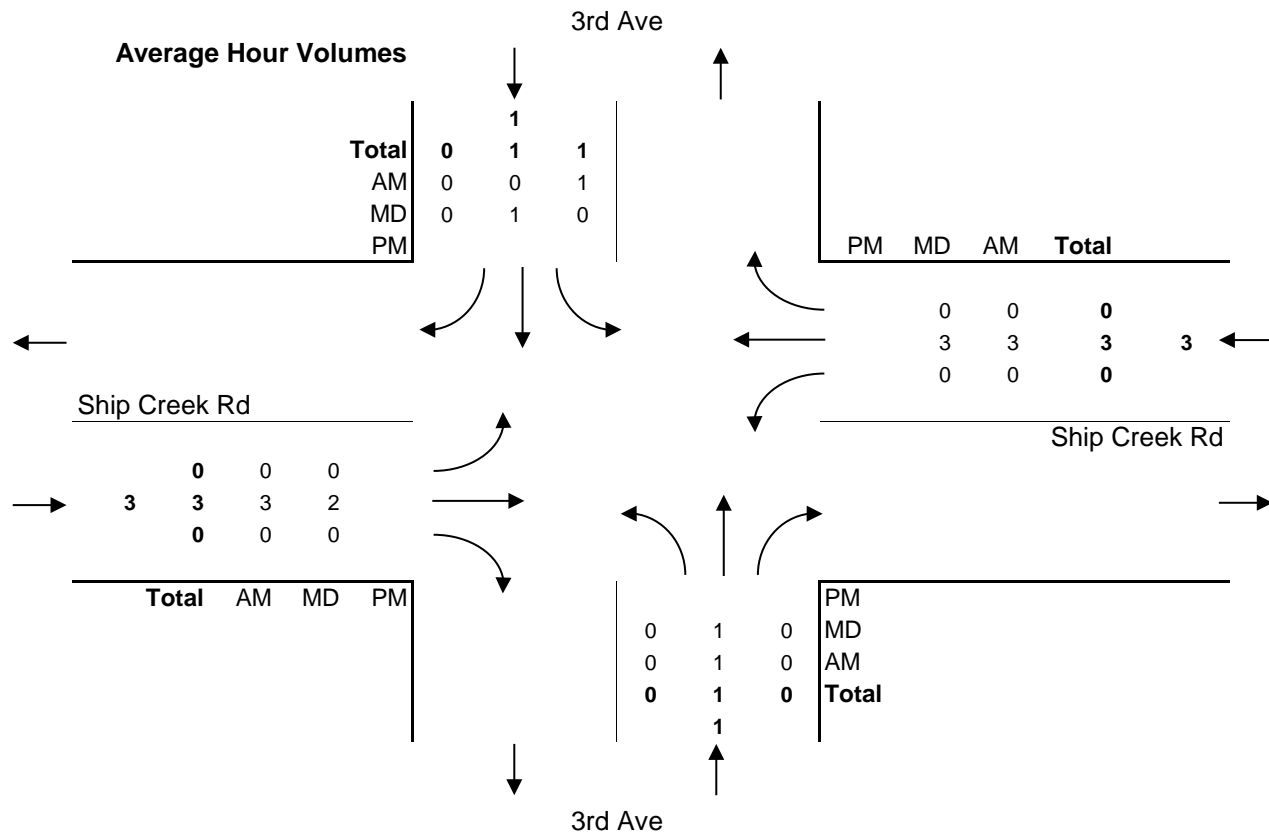 3rd Ave
Average Hour Volumes
1
Total 0 1 1
AM 0 0 1
MD 0 1 0
PM
PM MD AM Total
0 0 0
3 3 3 3
0 0 0
Ship Creek Rd
Ship Creek Rd
0 0 0
3 3 3 2
0 0 0
Total AM MD PM
PM
0 1 0 MD
0 1 0 AM
0 1 0 Total
1
3rd Ave